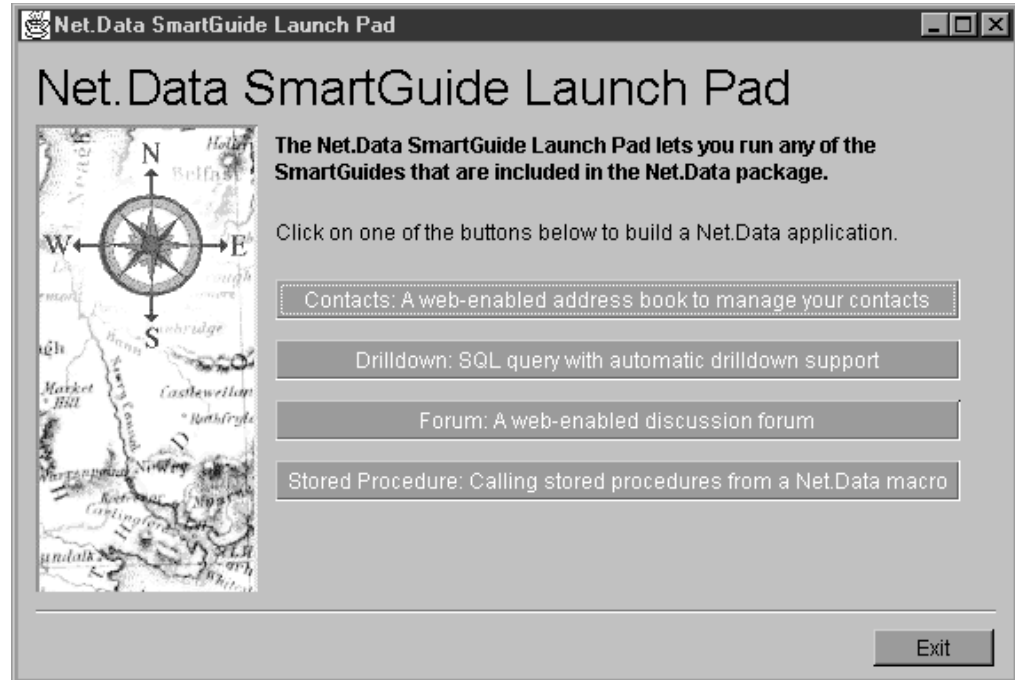 Net.Data SmartGuide Launch Pad
Net.Data SmartGuide Launch Pad
The Net.Data SmartGuide Launch Pad lets you run any of the
SmartGuides that are included in the Net.Data package.
Click on one of the buttons below to build a Net.Data application.
Contacts: A web-enabled address book to manage your contacts
Drilldown: SQL query with automatic drilldown support
Forum: A web-enabled discussion forum
Stored Procedure: Calling stored procedures from a Net.Data macro
Exit
N
Belfast
W
E
S
Market
Hill
Castlewellan
Rathfryl
Newry